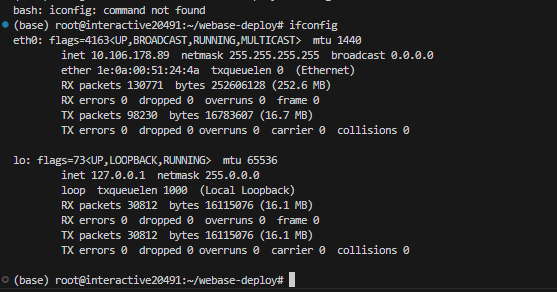 bash: iconfig: command not found
(base) root@interactive20491:~/webase-deploy# ifconfig
eth0: flags=4163<UP,BROADCAST,RUNNING,MULTICAST>  mtu 1440
        inet 10.106.178.89  netmask 255.255.255.255  broadcast 0.0.0.0
        ether 1e:0a:00:51:24:4a  txqueuelen 0  (Ethernet)
        RX packets 130771  bytes 252606128 (252.6 MB)
        RX errors 0  dropped 0 overruns 0  frame 0
        TX packets 98230  bytes 16783607 (16.7 MB)
        TX errors 0  dropped 0 overruns 0  carrier 0  collisions 0

lo: flags=73<UP,LOOPBACK,RUNNING>  mtu 65536
        inet 127.0.0.1  netmask 255.0.0.0
        loop  txqueuelen 1000  (Local Loopback)
        RX packets 30812  bytes 16115076 (16.1 MB)
        RX errors 0  dropped 0 overruns 0  frame 0
        TX packets 30812  bytes 16115076 (16.1 MB)
        TX errors 0  dropped 0 overruns 0  carrier 0  collisions 0

(base) root@interactive20491:~/webase-deploy#